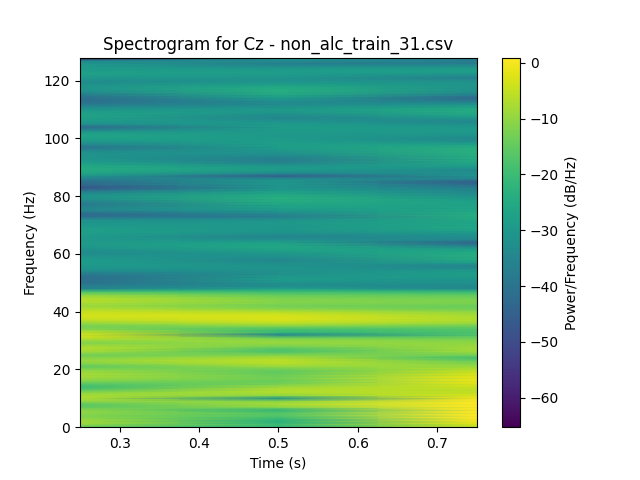 Spectrogram for Cz - non_alc_train_31.csv
Frequency (Hz)
120
100
80
60
40
20
0
0.3 0.4 0.5 0.6 0.7
Time (s)
0
−10
−20
−30
−40
−50
−60
Power/Frequency (dB/Hz)